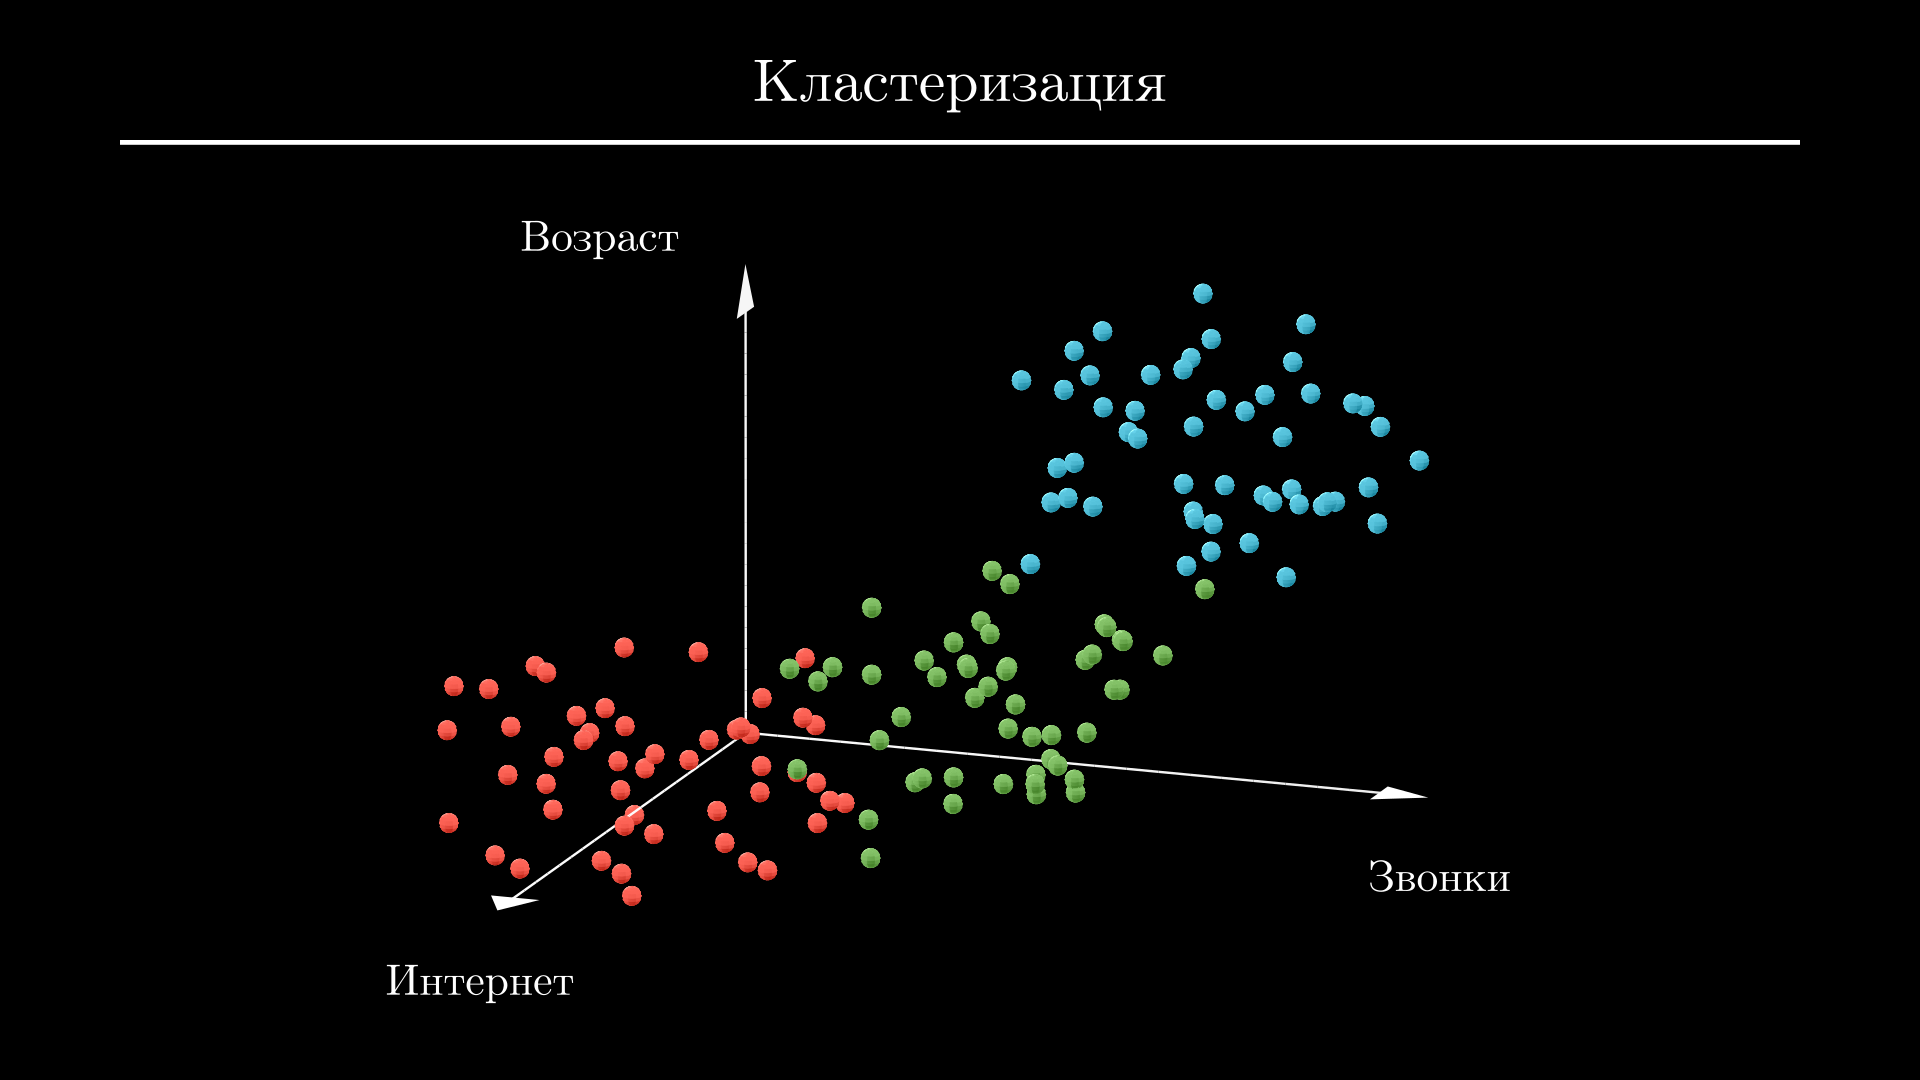 Кластеризация
Возраст
Звонки
Интернет